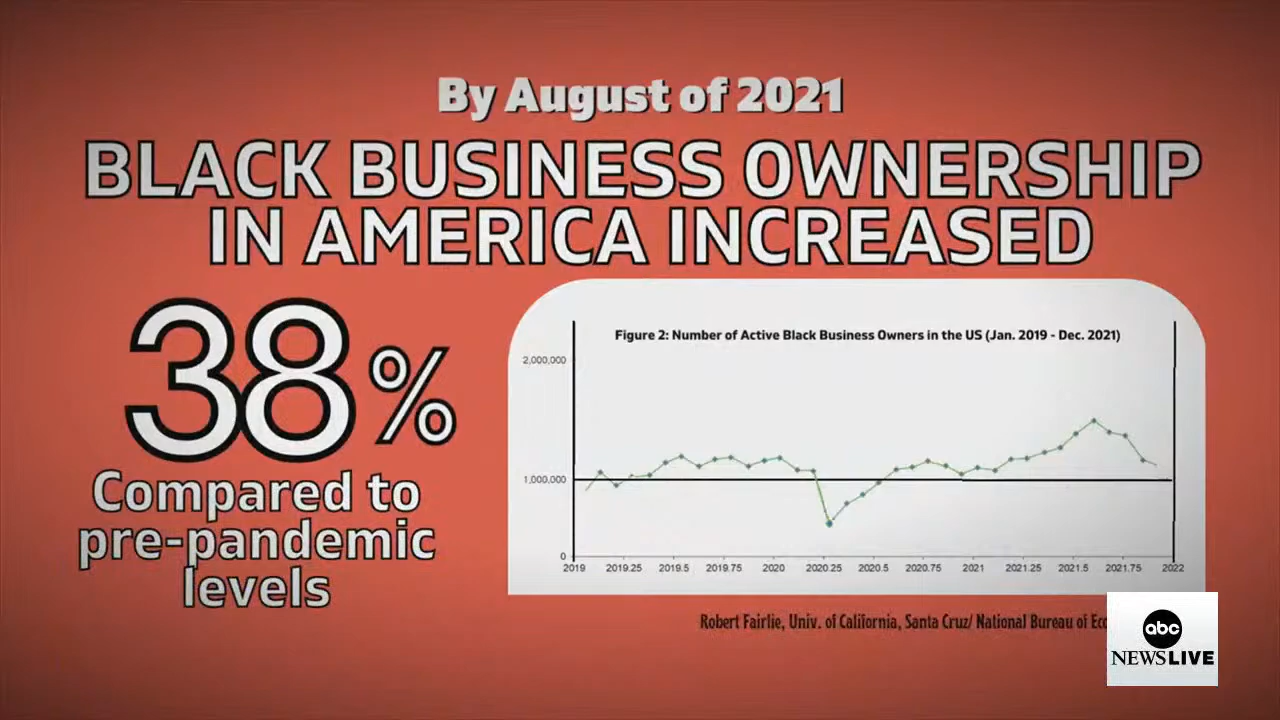 By August of 2021
BLACK BUSINESS OWNERSHIP
IN AMERICA INCREASED
38%
Compared to
pre-pandemic
levels
Figure 2: Number of Active Black Business Owners in the US (Jan. 2019 - Dec. 2021)
2,000,000
1,000,000
0
2019 2019.25 2019.5 2019.75 2020 2020.25 2020.5 2020.75 2021 2021.25 2021.5 2021.75 2022
Robert Fairlie, Univ. of California, Santa Cruz/ National Bureau of
abc
NEWS LIVE